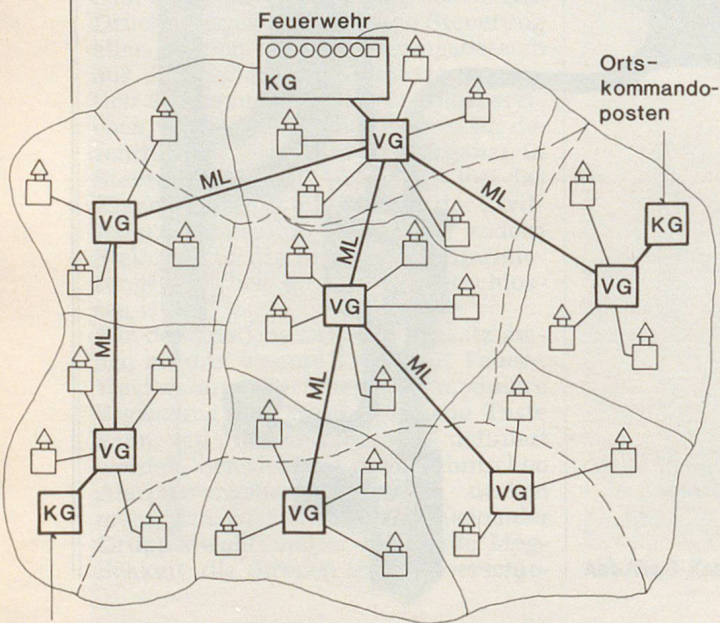 Feuerwehr
KG
Orts-
kommando-
posten
VG
KG
ML
ML
VG
ML
VG
VG
ML
ML
ML
VG
KG
VG
VG